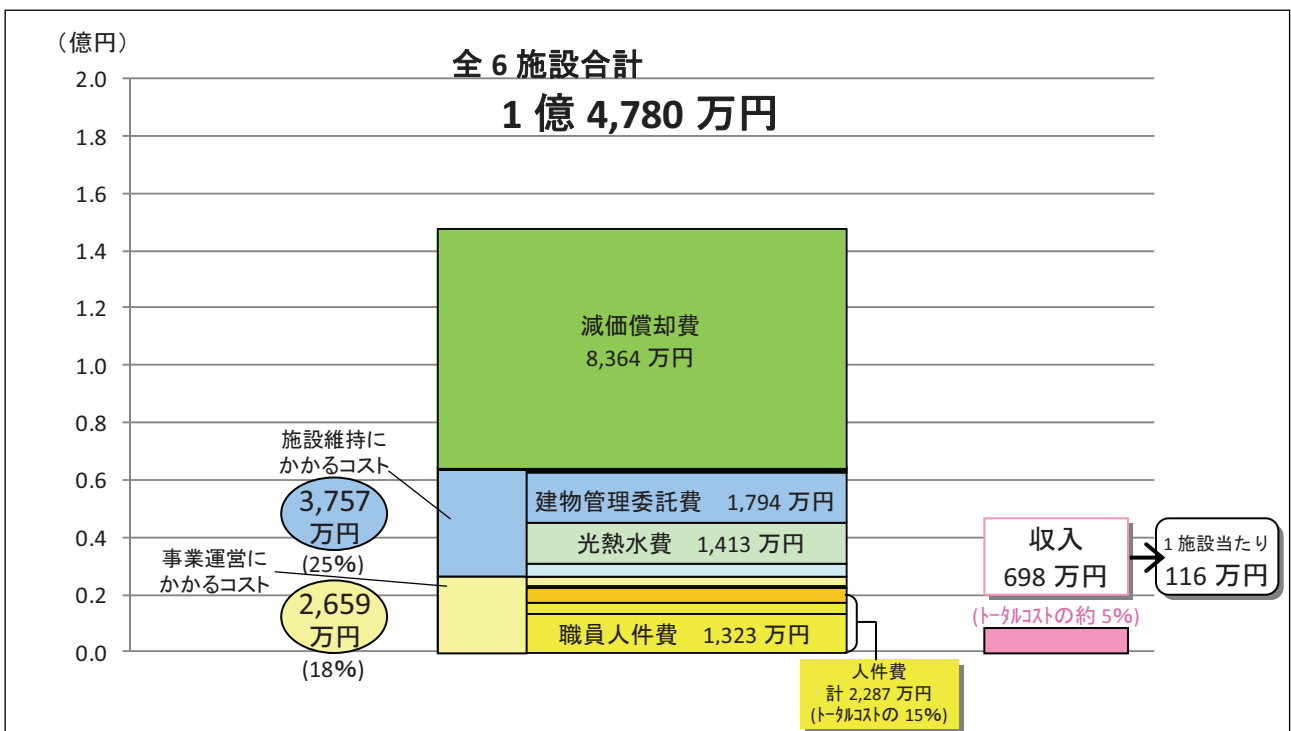 （億円）
全 6 施設合計
1 億 4,780 万円
2.0
1.8
1.6
1.4
1.2
1.0
0.8
0.6
0.4
0.2
0.0
減価償却費
8,364 万円
施設維持に
かかるコスト
3,757
万円
(25%)
事業運営に
かかるコスト
2,659
万円
(18%)
建物管理委託費 1,794 万円
光熱水費 1,413 万円
職員人件費 1,323 万円
人件費
計 2,287 万円
(ﾄｰﾀﾙｺｽﾄの 15%)
収入
698 万円
(ﾄｰﾀﾙｺｽﾄの約 5%)
1 施設当たり
116 万円